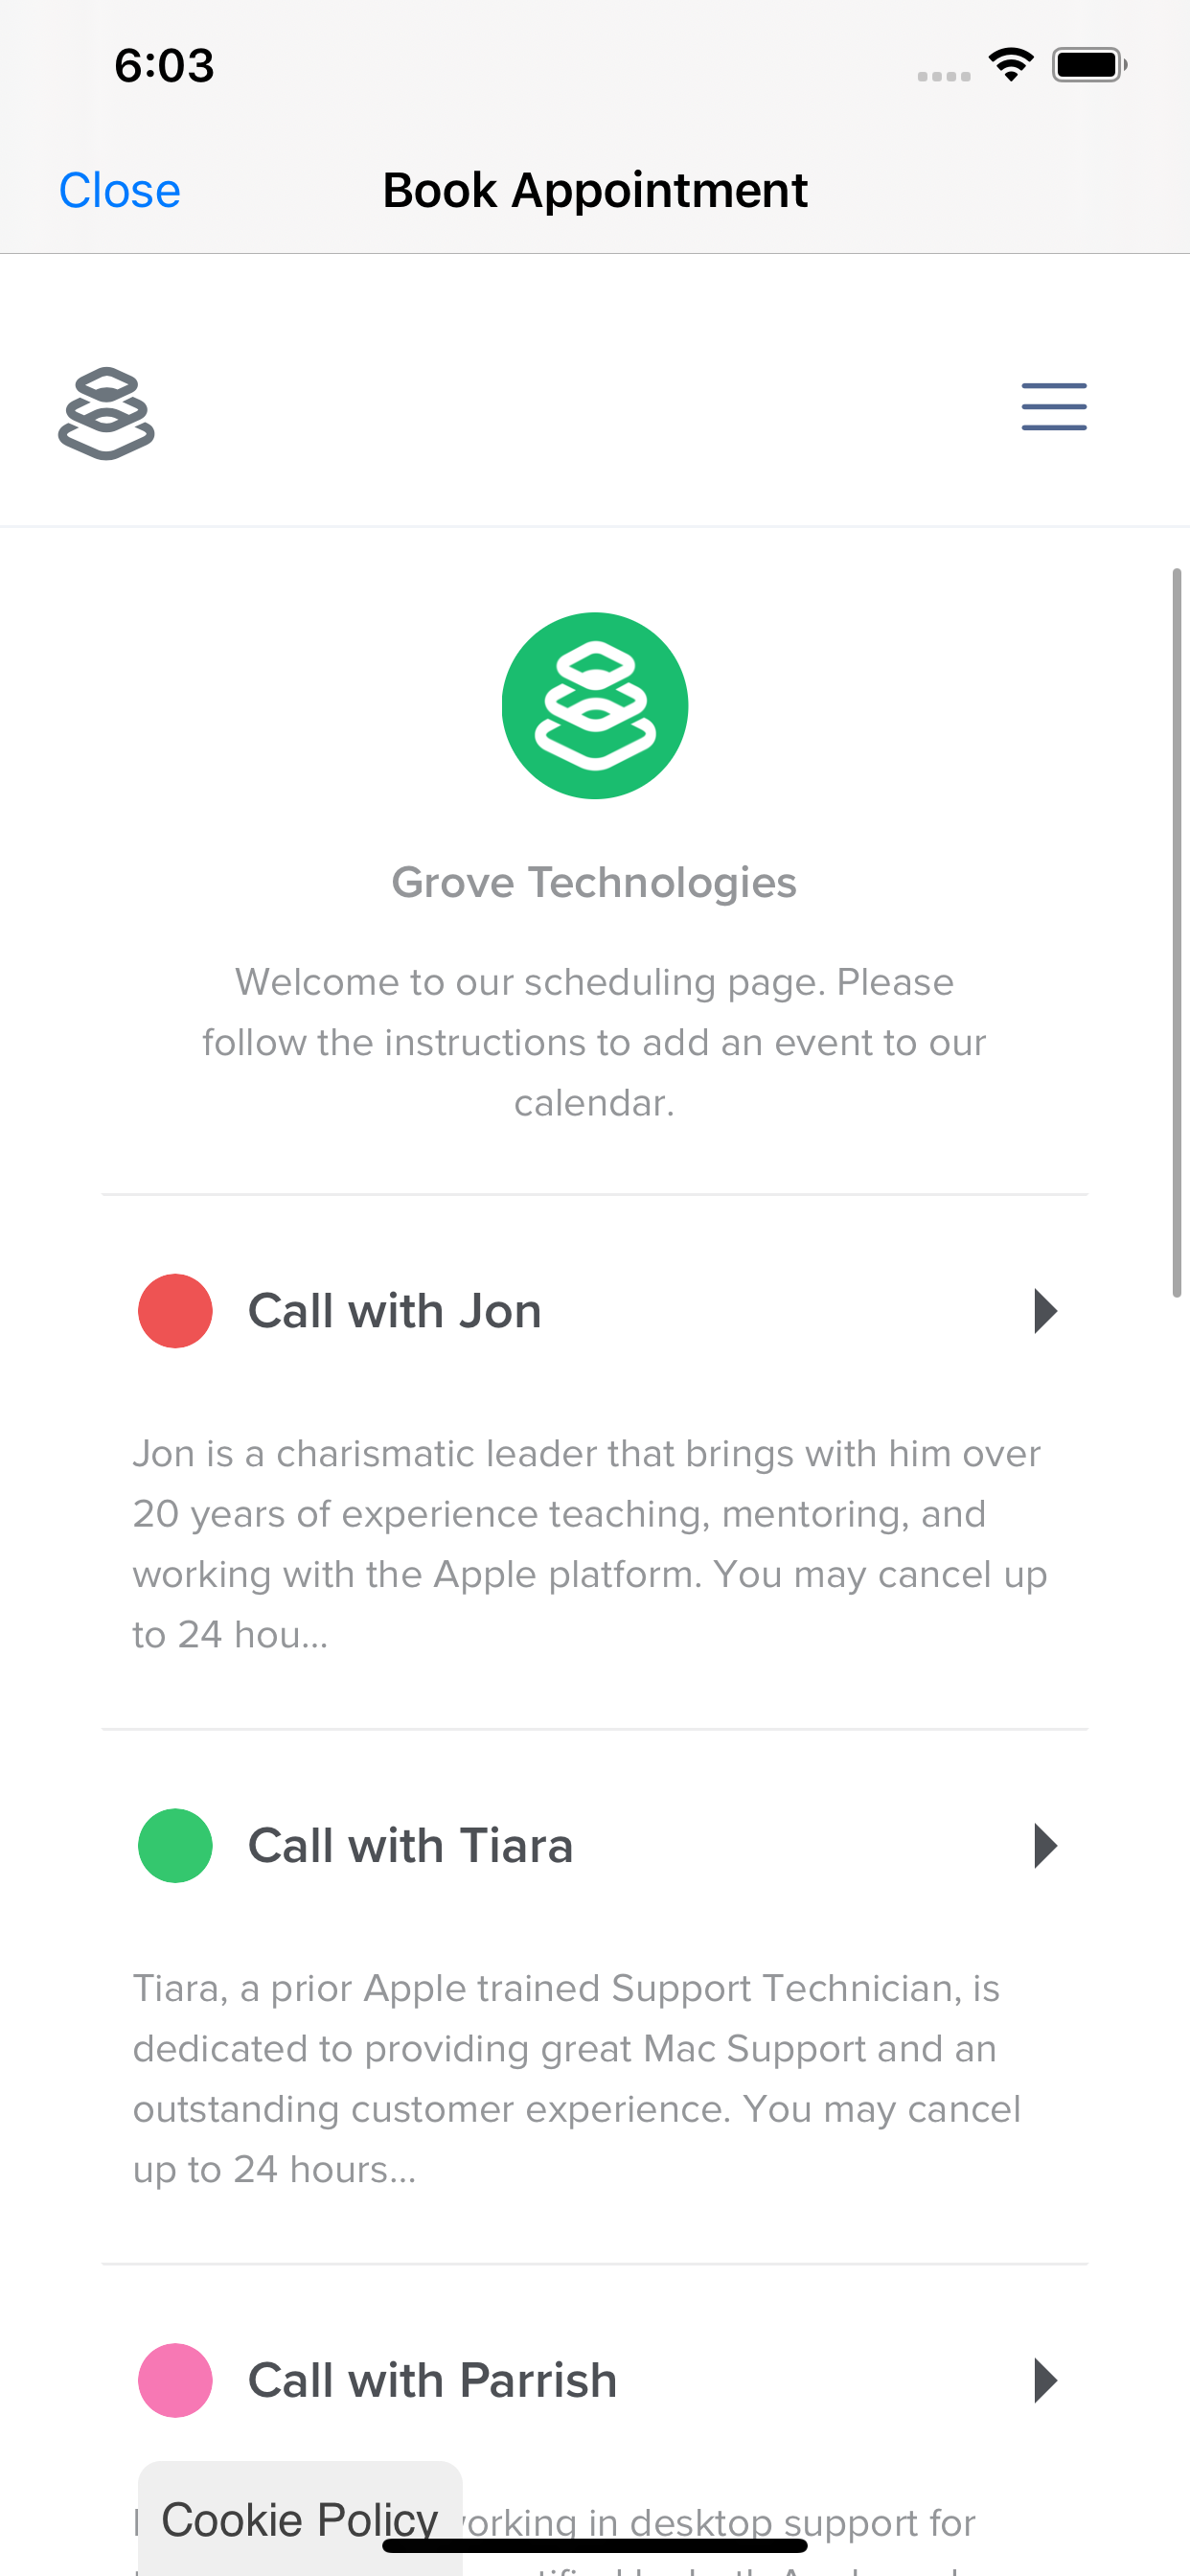 6:03
Close
Book Appointment
Grove Technologies
Welcome to our scheduling page. Please
follow the instructions to add an event to our
calendar.
Call with Jon
Jon is a charismatic leader that brings with him over
20 years of experience teaching, mentoring, and
working with the Apple platform. You may cancel up
to 24 hou...
Call with Tiara
Tiara, a prior Apple trained Support Technician, is
dedicated to providing great Mac Support and an
outstanding customer experience. You may cancel
up to 24 hours...
Call with Parrish
Cookie Policy
in desktop support for